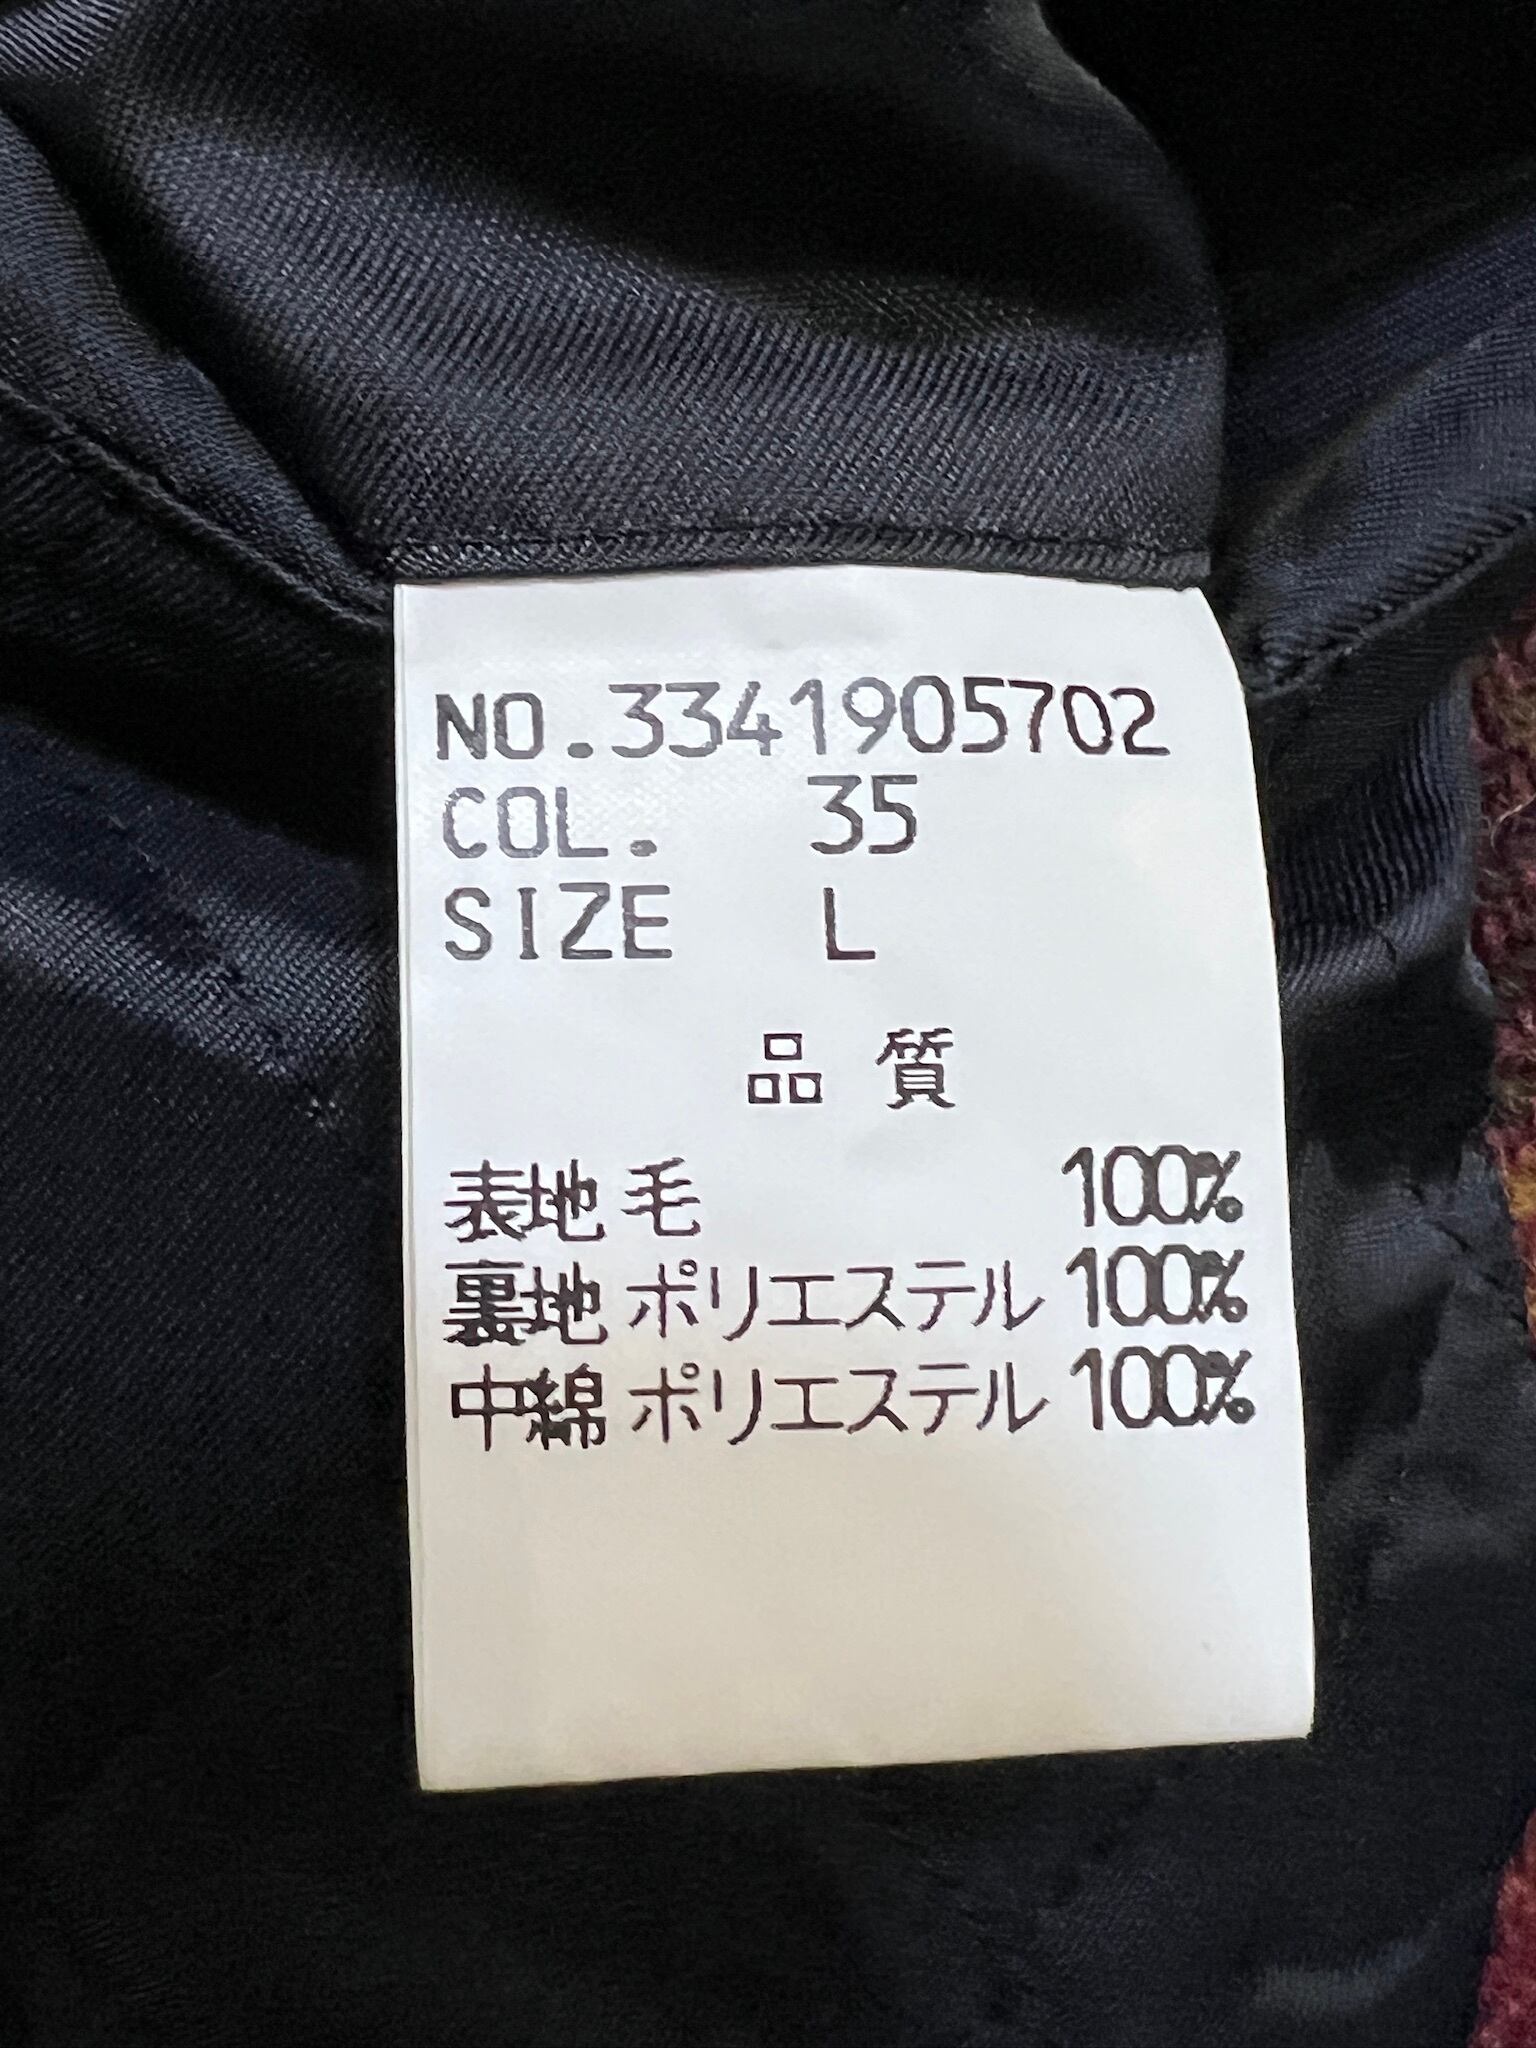 NO.3341905702
COL. 35
SIZE L
品質
表地 毛 100%
裏地 ポリエステル 100%
中綿 ポリエステル 100%